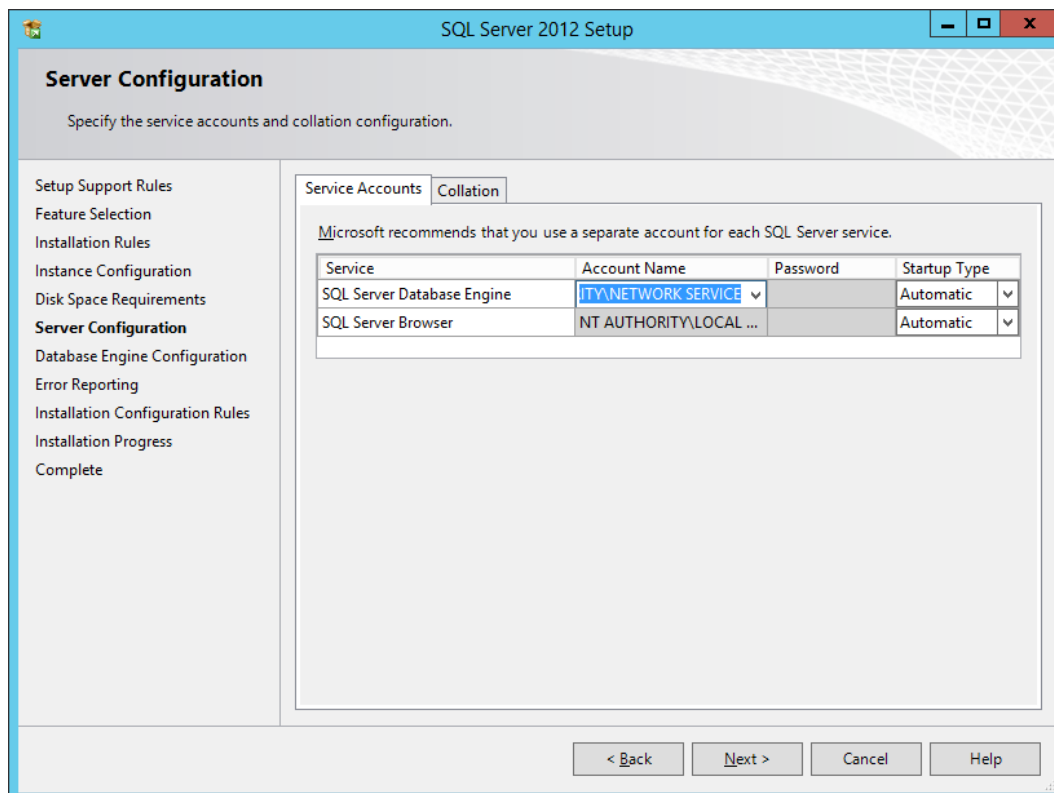 SQL Server 2012 Setup
Server Configuration
Specify the service accounts and collation configuration.
Setup Support Rules
Feature Selection
Installation Rules
Instance Configuration
Disk Space Requirements
Server Configuration
Database Engine Configuration
Error Reporting
Installation Configuration Rules
Installation Progress
Complete
Service Accounts Collation
Microsoft recommends that you use a separate account for each SQL Server service.
Service Account Name Password Startup Type
SQL Server Database Engine ITY\NETWORK SERVICE Automatic
SQL Server Browser NT AUTHORITY\LOCAL ... Automatic
< Back Next > Cancel Help